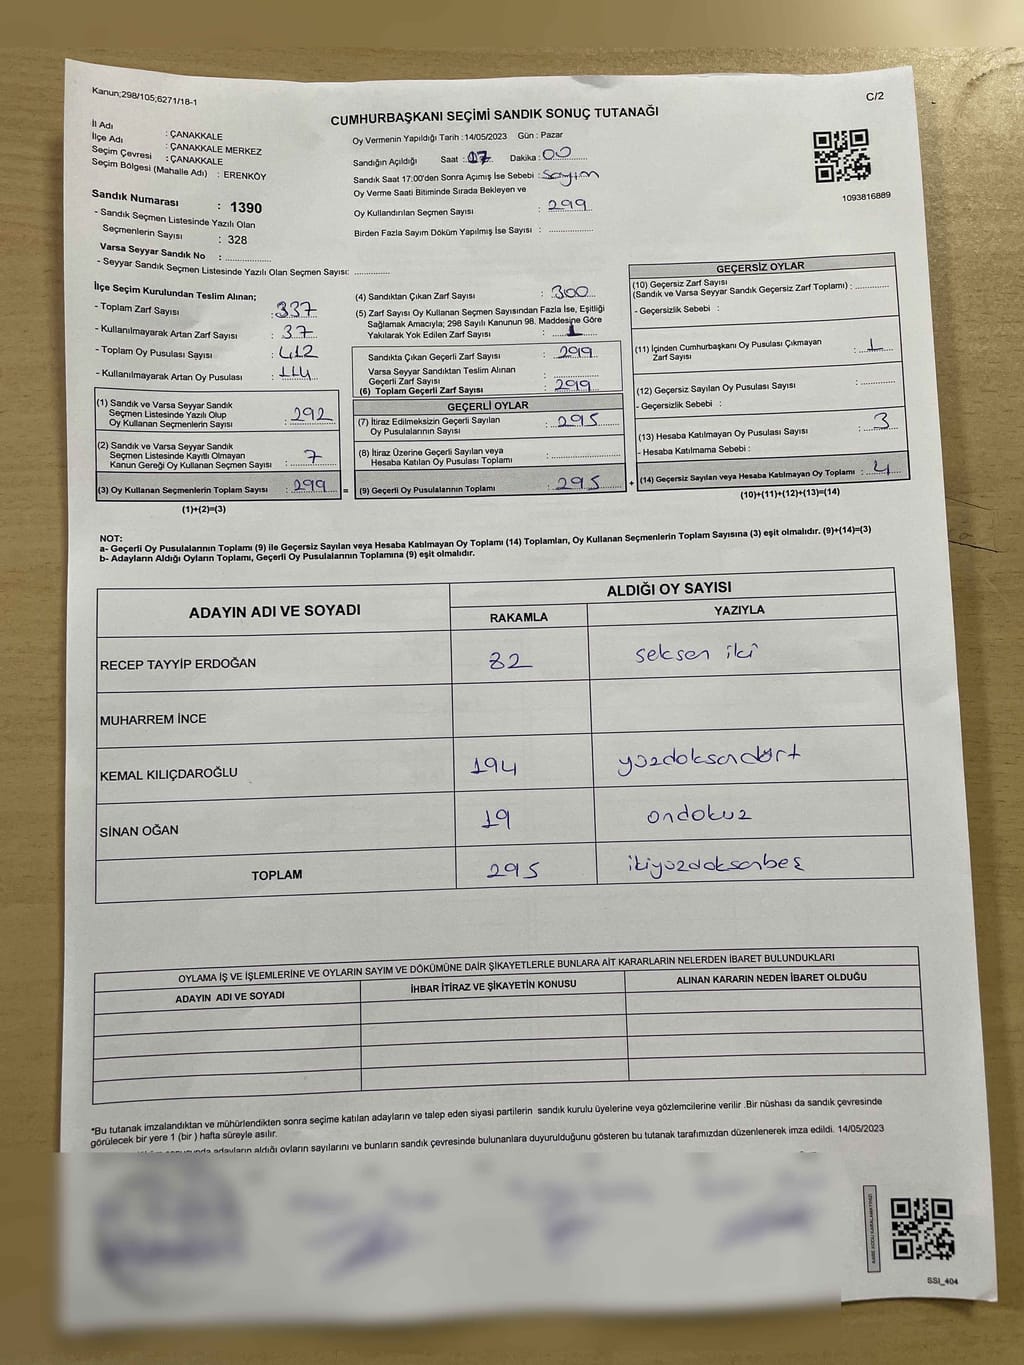 Kanun;298/105;6271/18-1
C/2
CUMHURBAŞKANI SEÇİMİ SANDIK SONUÇ TUTANAĞI
İl Adı : ÇANAKKALE
İlçe Adı : ÇANAKKALE MERKEZ
Seçim Çevresi : ÇANAKKALE
Seçim Bölgesi (Mahalle Adı) : ERENKÖY
Sandık Numarası : 1390
- Sandık Seçmen Listesinde Yazılı Olan
Seçmenlerin Sayısı : 328
Varsa Seyyar Sandık No :
- Seyyar Sandık Seçmen Listesinde Yazılı Olan Seçmen Sayısı:
Oy Vermenin Yapıldığı Tarih :14/05/2023 Gün : Pazar
Sandığın Açıldığı Saat : 17 Dakika : 00
Sandık Saat 17:00'den Sonra Açımış İse Sebebi : sayım
Oy Verme Saati Bitiminde Sırada Bekleyen ve
Oy Kullandırılan Seçmen Sayısı : 299
Birden Fazla Sayım Döküm Yapılmış İse Sayısı :
1093816889
İlçe Seçim Kurulundan Teslim Alınan;
- Toplam Zarf Sayısı : 337
- Kullanılmayarak Artan Zarf Sayısı : 37
- Toplam Oy Pusulası Sayısı : 412
- Kullanılmayarak Artan Oy Pusulası : 114
(1) Sandık ve Varsa Seyyar Sandık
Seçmen Listesinde Yazılı Olup
Oy Kullanan Seçmenlerin Sayısı : 292
(2) Sandık ve Varsa Seyyar Sandık
Seçmen Listesinde Kayıtlı Olmayan
Kanun Gereği Oy Kullanan Seçmen Sayısı : 7
(3) Oy Kullanan Seçmenlerin Toplam Sayısı : 299 =
(1)+(2)=(3)
(4) Sandıktan Çıkan Zarf Sayısı : 300
(5) Zarf Sayısı Oy Kullanan Seçmen Sayısından Fazla İse, Eşitliği
Sağlamak Amacıyla; 298 Sayılı Kanunun 98. Maddesine Göre
Yakılarak Yok Edilen Zarf Sayısı : 1
Sandıkta Çıkan Geçerli Zarf Sayısı : 299
Varsa Seyyar Sandıktan Teslim Alınan
Geçerli Zarf Sayısı :
(6) Toplam Geçerli Zarf Sayısı : 299
GEÇERLİ OYLAR
(7) İtiraz Edilmeksizin Geçerli Sayılan
Oy Pusulalarının Sayısı : 295
(8) İtiraz Üzerine Geçerli Sayılan veya
Hesaba Katılan Oy Pusulası Toplamı :
(9) Geçerli Oy Pusulalarının Toplamı : 295 +
GEÇERSİZ OYLAR
(10) Geçersiz Zarf Sayısı
(Sandık ve Varsa Seyyar Sandık Geçersiz Zarf Toplamı) :
- Geçersizlik Sebebi :
(11) İçinden Cumhurbaşkanı Oy Pusulası Çıkmayan
Zarf Sayısı : 1
(12) Geçersiz Sayılan Oy Pusulası Sayısı :
- Geçersizlik Sebebi :
(13) Hesaba Katılmayan Oy Pusulası Sayısı : 3
- Hesaba Katılmama Sebebi :
(14) Geçersiz Sayılan veya Hesaba Katılmayan Oy Toplamı : 4
(10)+(11)+(12)+(13)=(14)
NOT:
a- Geçerli Oy Pusulalarının Toplamı (9) ile Geçersiz Sayılan veya Hesaba Katılmayan Oy Toplamı (14) Toplamları, Oy Kullanan Seçmenlerin Toplam Sayısına (3) eşit olmalıdır. (9)+(14)=(3)
b- Adayların Aldığı Oyların Toplamı, Geçerli Oy Pusulalarının Toplamına (9) eşit olmalıdır.
ADAYIN ADI VE SOYADI
ALDIĞI OY SAYISI
RAKAMLA YAZIYLA
RECEP TAYYİP ERDOĞAN 82 seksen iki
MUHARREM İNCE
KEMAL KILIÇDAROĞLU 194 yüzdoksandört
SİNAN OĞAN 19 ondokuz
TOPLAM 295 ikiyüzdoksanbeş
OYLAMA İŞ VE İŞLEMLERİNE VE OYLARIN SAYIM VE DÖKÜMÜNE DAİR ŞİKAYETLERLE BUNLARA AİT KARARLARIN NELERDEN İBARET BULUNDUKLARI
ADAYIN ADI VE SOYADI İHBAR İTİRAZ VE ŞİKAYETİN KONUSU ALINAN KARARIN NEDEN İBARET OLDUĞU
*Bu tutanak imzalandıktan ve mühürlendikten sonra seçime katılan adayların ve talep eden siyasi partilerin sandık kurulu üyelerine veya gözlemcilerine verilir .Bir nüshası da sandık çevresinde
görülecek bir yere 1 (bir ) hafta süreyle asılır.
adayların aldığı oyların sayılarını ve bunların sandık çevresinde bulunanlara duyurulduğunu gösteren bu tutanak tarafımızdan düzenlenerek imza edildi. 14/05/2023
SSI_404